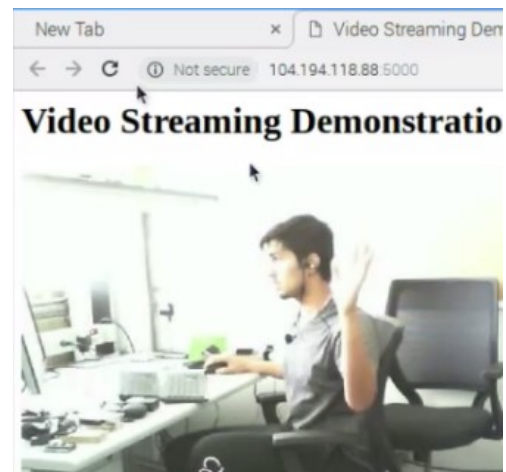 New Tab × Video Streaming Dem
Not secure 104.194.118.88:5000
Video Streaming Demonstratio